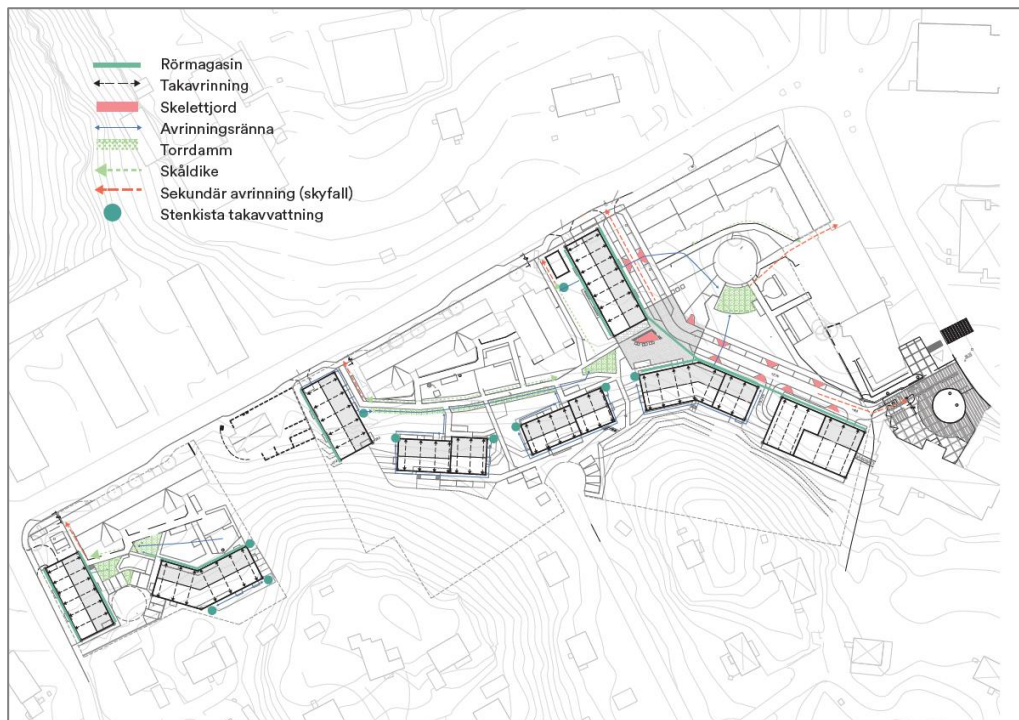 Rörmagasin
Takavrinning
Skelettjord
Avrinningsränna
Torrdamm
Skåldike
Sekundär avrinning (skyfall)
Stenkista takavvattning